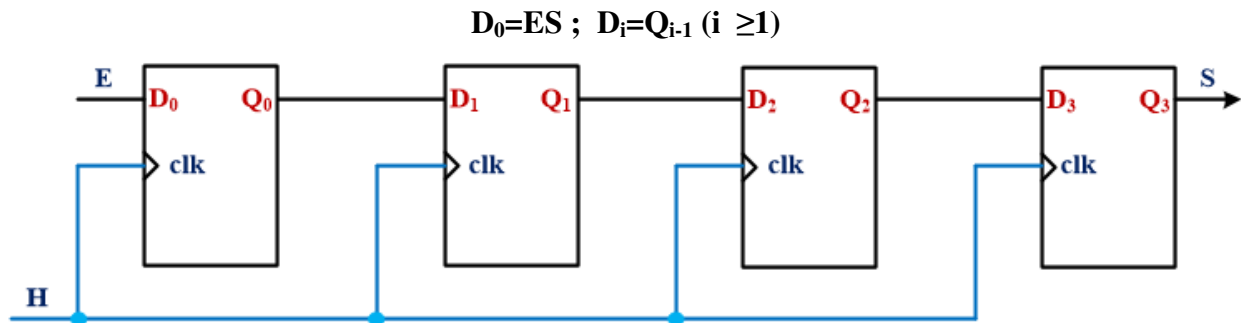 D₀=ES ; Dᵢ=Qᵢ₋₁ (i ≥1)
E D₀ Q₀ D₁ Q₁ D₂ Q₂ D₃ Q₃ S
clk clk clk clk
H